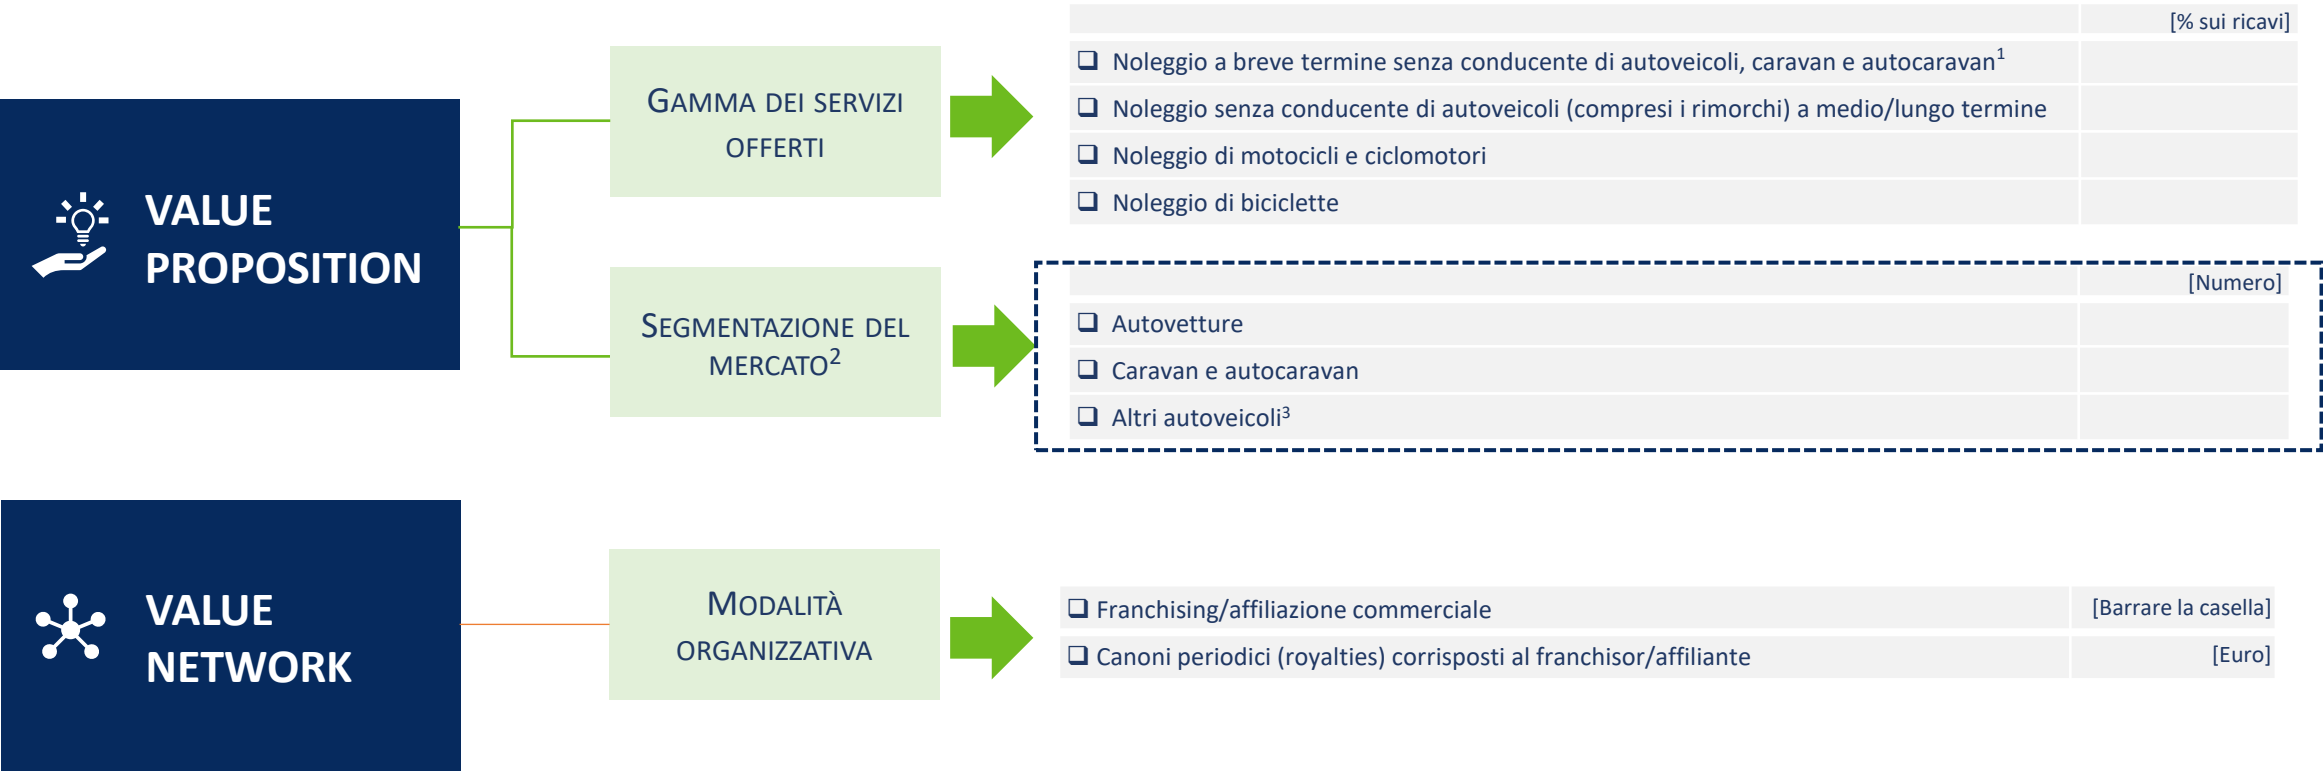 VALUE
PROPOSITION
GAMMA DEI SERVIZI
OFFERTI
[% sui ricavi]
❑ Noleggio a breve termine senza conducente di autoveicoli, caravan e autocaravan¹
❑ Noleggio senza conducente di autoveicoli (compresi i rimorchi) a medio/lungo termine
❑ Noleggio di motocicli e ciclomotori
❑ Noleggio di biciclette
SEGMENTAZIONE DEL
MERCATO²
[Numero]
❑ Autovetture
❑ Caravan e autocaravan
❑ Altri autoveicoli³
VALUE
NETWORK
MODALITÀ
ORGANIZZATIVA
❑ Franchising/affiliazione commerciale [Barrare la casella]
❑ Canoni periodici (royalties) corrisposti al franchisor/affiliante [Euro]